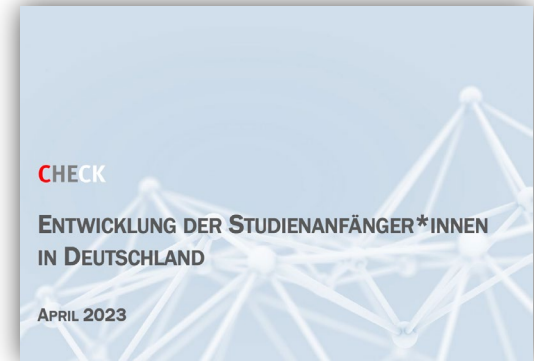 CHECK
ENTWICKLUNG DER STUDIENANFÄNGER*INNEN
IN DEUTSCHLAND
APRIL 2023